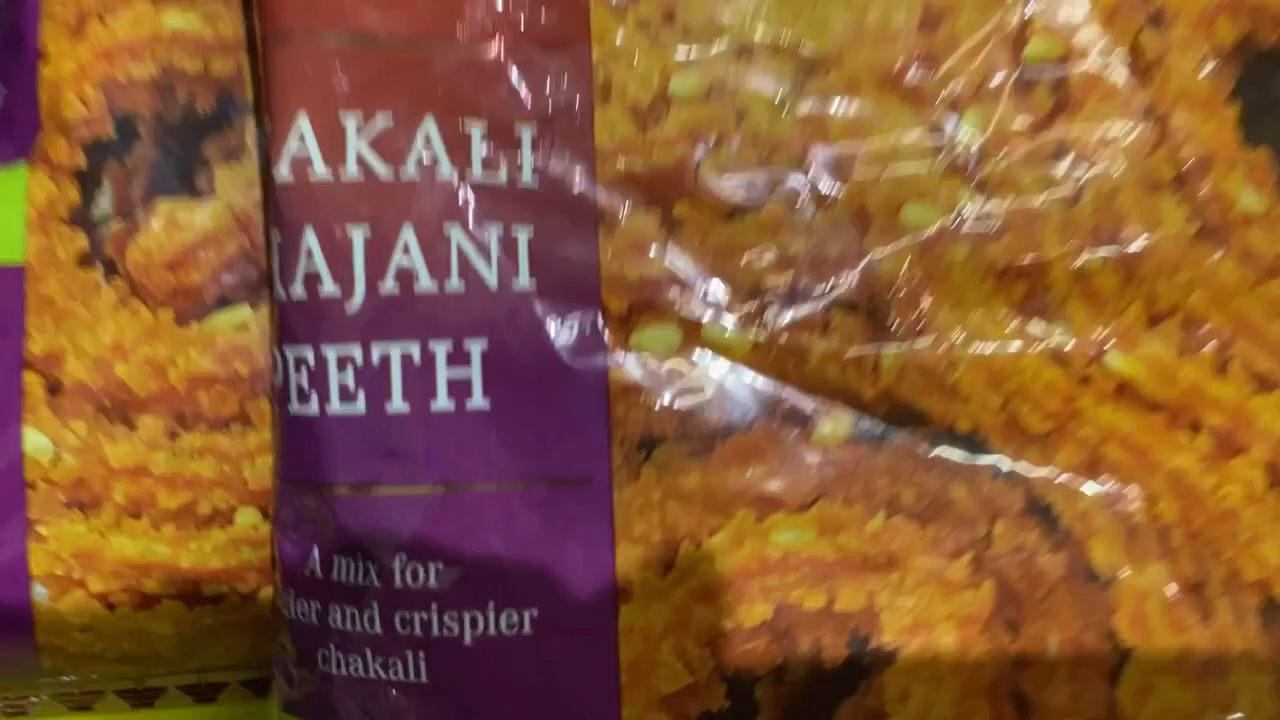 AKALI
AJANI
EETH
A mix for
ier and crispier
chakali